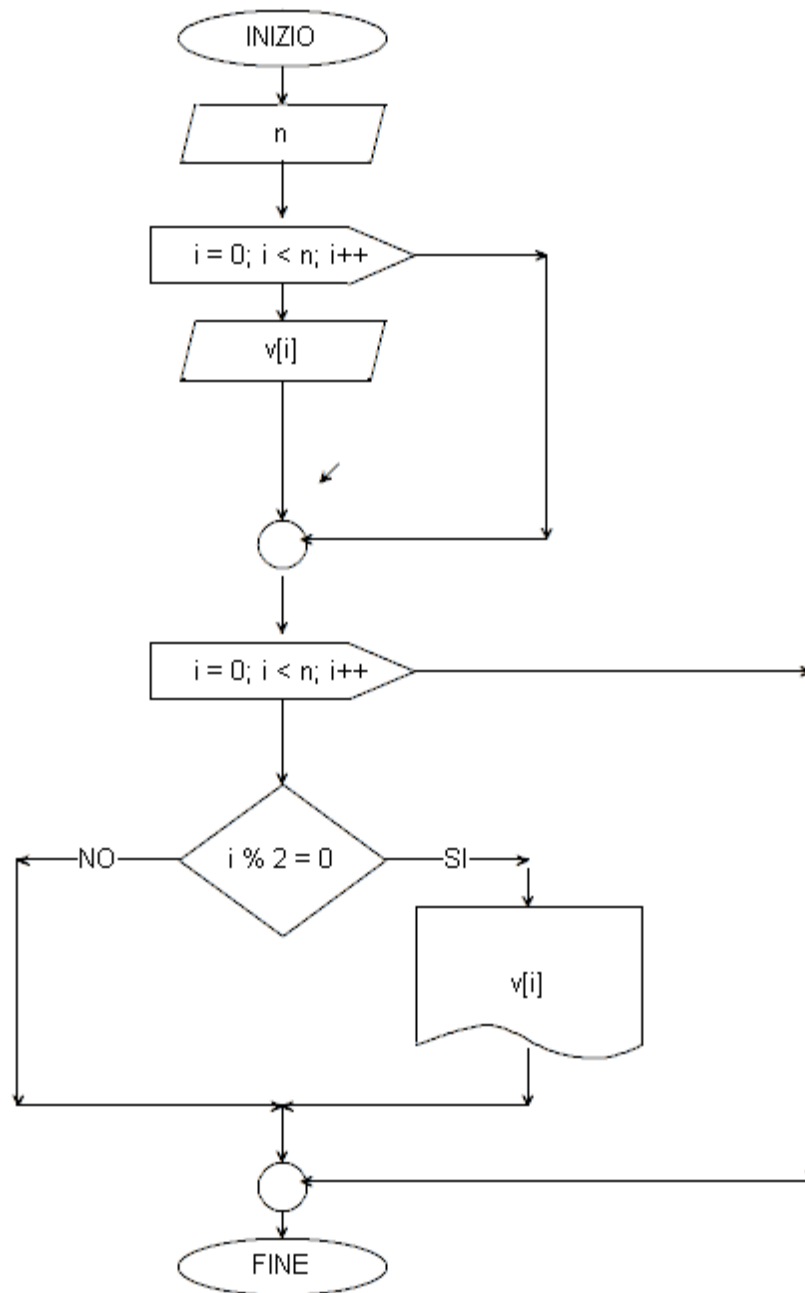 INIZIO
n
i = 0; i < n; i++
v[i]
i = 0; i < n; i++
NO
i % 2 = 0
SI
v[i]
FINE